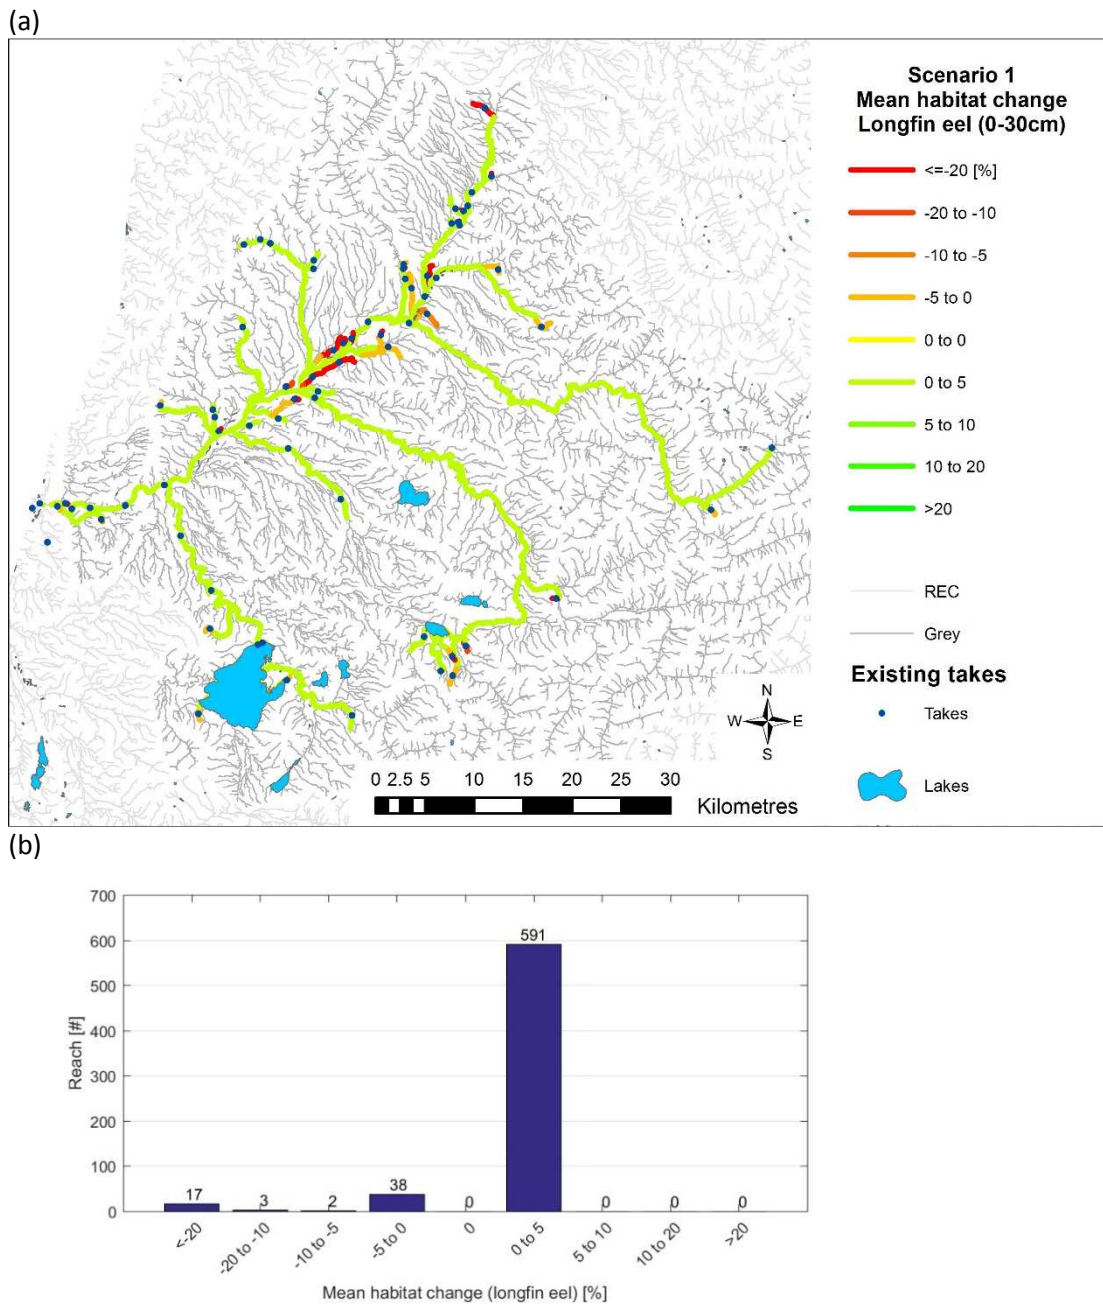 (a)
Scenario 1
Mean habitat change
Longfin eel (0-30cm)
<=-20 [%]
-20 to -10
-10 to -5
-5 to 0
0 to 0
0 to 5
5 to 10
10 to 20
>20
REC
Grey
Existing takes
Takes
Lakes
N
W E
S
0 2.5 5 10 15 20 25 30
Kilometres
(b)
700
600
500
400
300
200
100
0
Reach [#]
17
3
2
38
0
591
0
0
0
<-20
-20 to -10
-10 to -5
-5 to 0
0
0 to 5
5 to 10
10 to 20
>20
Mean habitat change (longfin eel) [%]